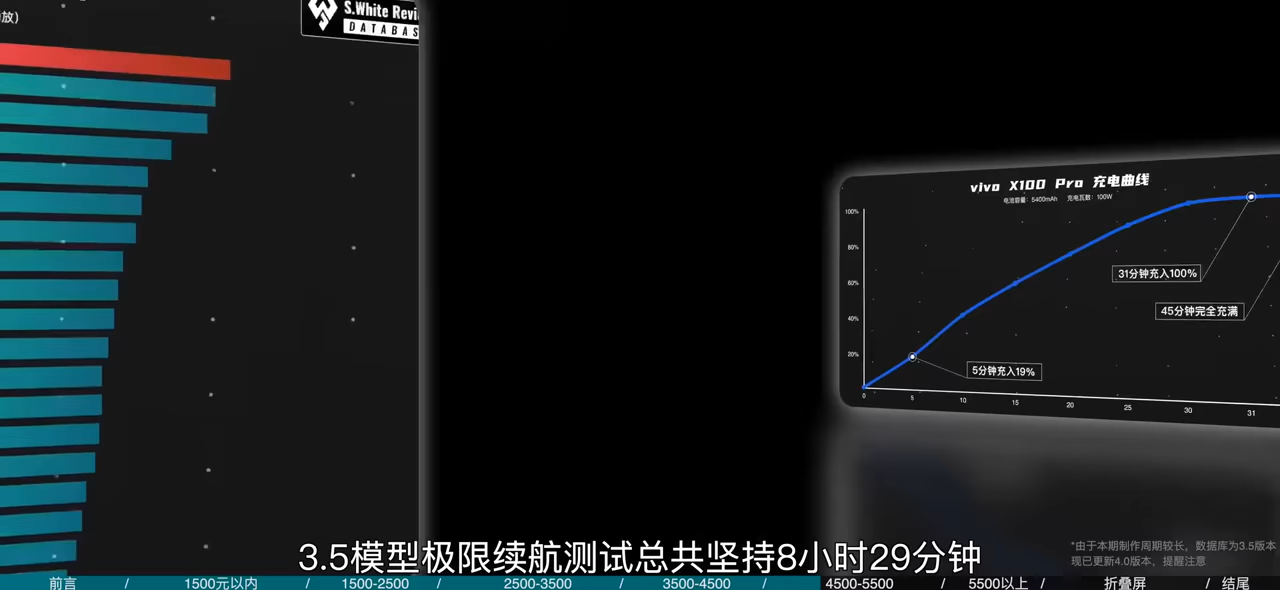 放)
S.White Revi
DATABAS
vivo X100 Pro 充电曲线
电池容量：5400mAh 充电瓦数：100W
100%
80%
60%
40%
20%
31分钟充入100%
45分钟完全充满
5分钟充入19%
0 5 10 15 20 25 30 31
3.5模型极限续航测试总共坚持8小时29分钟
*由于本期制作周期较长，数据库为3.5版本
现已更新4.0版本，提醒注意
前言 / 1500元以内 / 1500-2500 / 2500-3500 / 3500-4500 / 4500-5500 / 5500以上 / 折叠屏 / 结尾